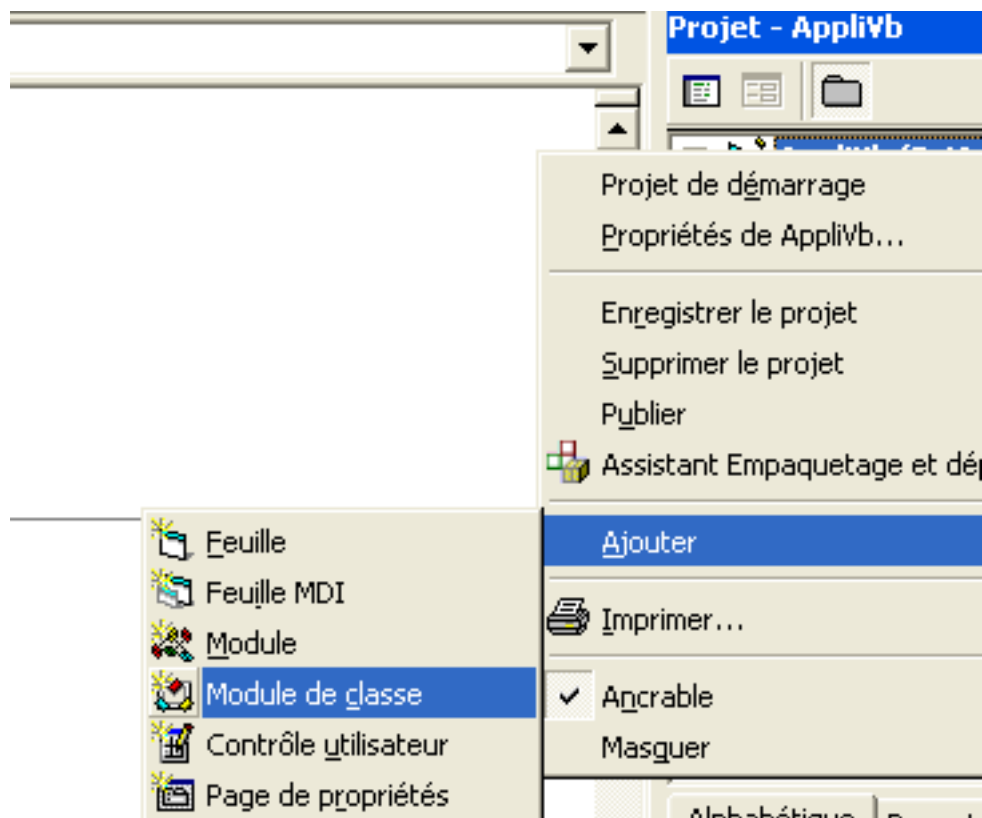 Projet - AppliVb
Projet de démarrage
Propriétés de AppliVb...
Enregistrer le projet
Supprimer le projet
Publier
Assistant Empaquetage et dé
Ajouter
Imprimer...
Ancrable
Masquer
Feuille
Feuille MDI
Module
Module de classe
Contrôle utilisateur
Page de propriétés
Alphabétique